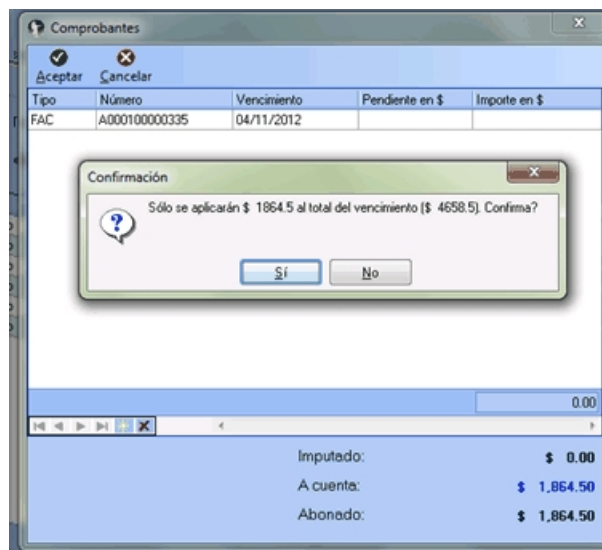 Comprobantes
Aceptar Cancelar
Tipo Número Vencimiento Pendiente en $ Importe en $
FAC A000100000335 04/11/2012
Confirmación
Sólo se aplicarán $ 1864.5 al total del vencimiento ($ 4658.5). Confirma?
Sí No
0.00
Imputado: $ 0.00
A cuenta: $ 1,864.50
Abonado: $ 1,864.50